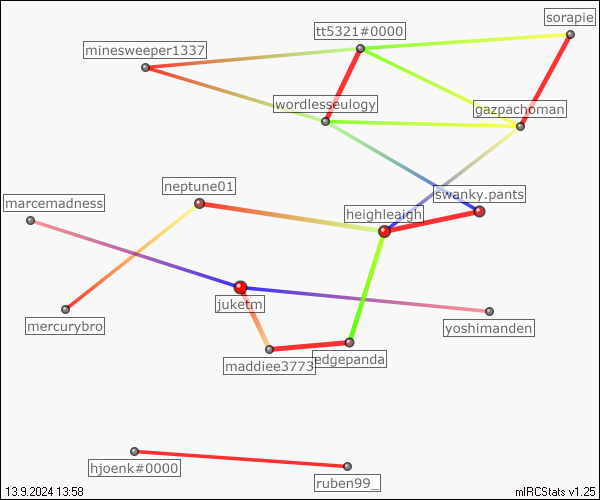 sorapie
tt5321#0000
minesweeper1337
wordlesseulogy
gazpachoman
neptune01
swanky.pants
marcemadness
heighleaigh
juketm
mercurybro
yoshimanden
edgepanda
maddiee3773
hjoenk#0000
ruben99_
13.9.2024 13:58
mIRCStats v1.25